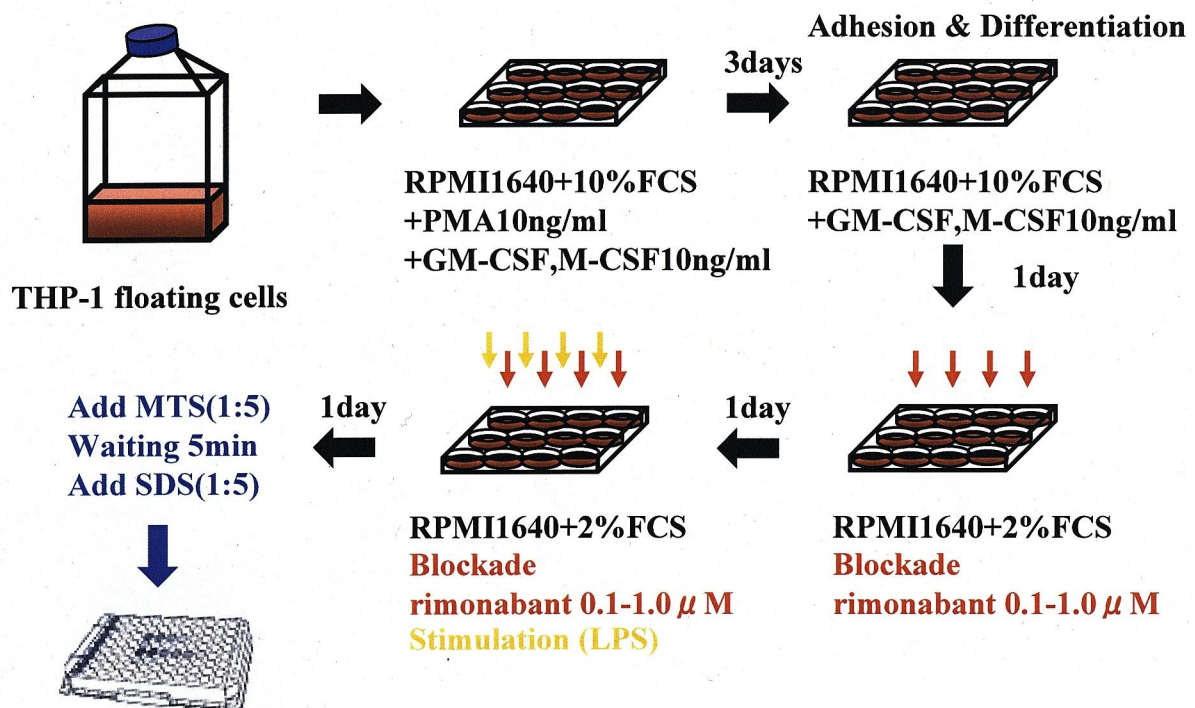 THP-1 floating cells
RPMI1640+10%FCS
+PMA10ng/ml
+GM-CSF,M-CSF10ng/ml
3days
Adhesion & Differentiation
RPMI1640+10%FCS
+GM-CSF,M-CSF10ng/ml
1day
RPMI1640+2%FCS
Blockade
rimonabant 0.1-1.0 μ M
1day
RPMI1640+2%FCS
Blockade
rimonabant 0.1-1.0 μ M
Stimulation (LPS)
1day
Add MTS(1:5)
Waiting 5min
Add SDS(1:5)